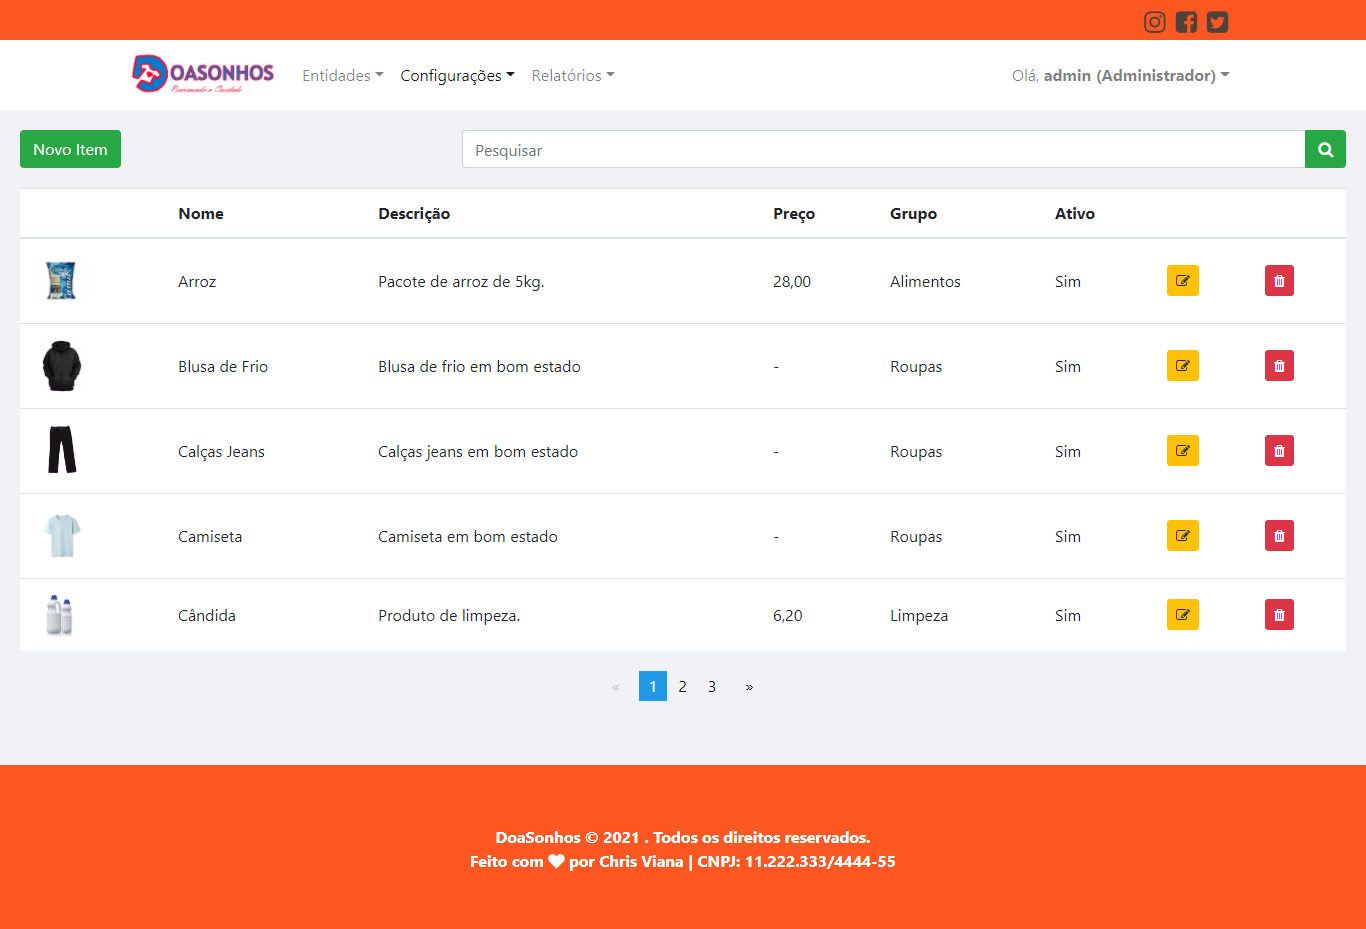 DOASONHOS
Promovendo a Caridade
Entidades
Configurações
Relatórios
Olá, admin (Administrador)
Novo Item
Pesquisar
Nome Descrição Preço Grupo Ativo
Arroz Pacote de arroz de 5kg. 28,00 Alimentos Sim
Blusa de Frio Blusa de frio em bom estado - Roupas Sim
Calças Jeans Calças jeans em bom estado - Roupas Sim
Camiseta Camiseta em bom estado - Roupas Sim
Cândida Produto de limpeza. 6,20 Limpeza Sim
« 1 2 3 »
DoaSonhos © 2021 . Todos os direitos reservados.
Feito com ❤ por Chris Viana | CNPJ: 11.222.333/4444-55